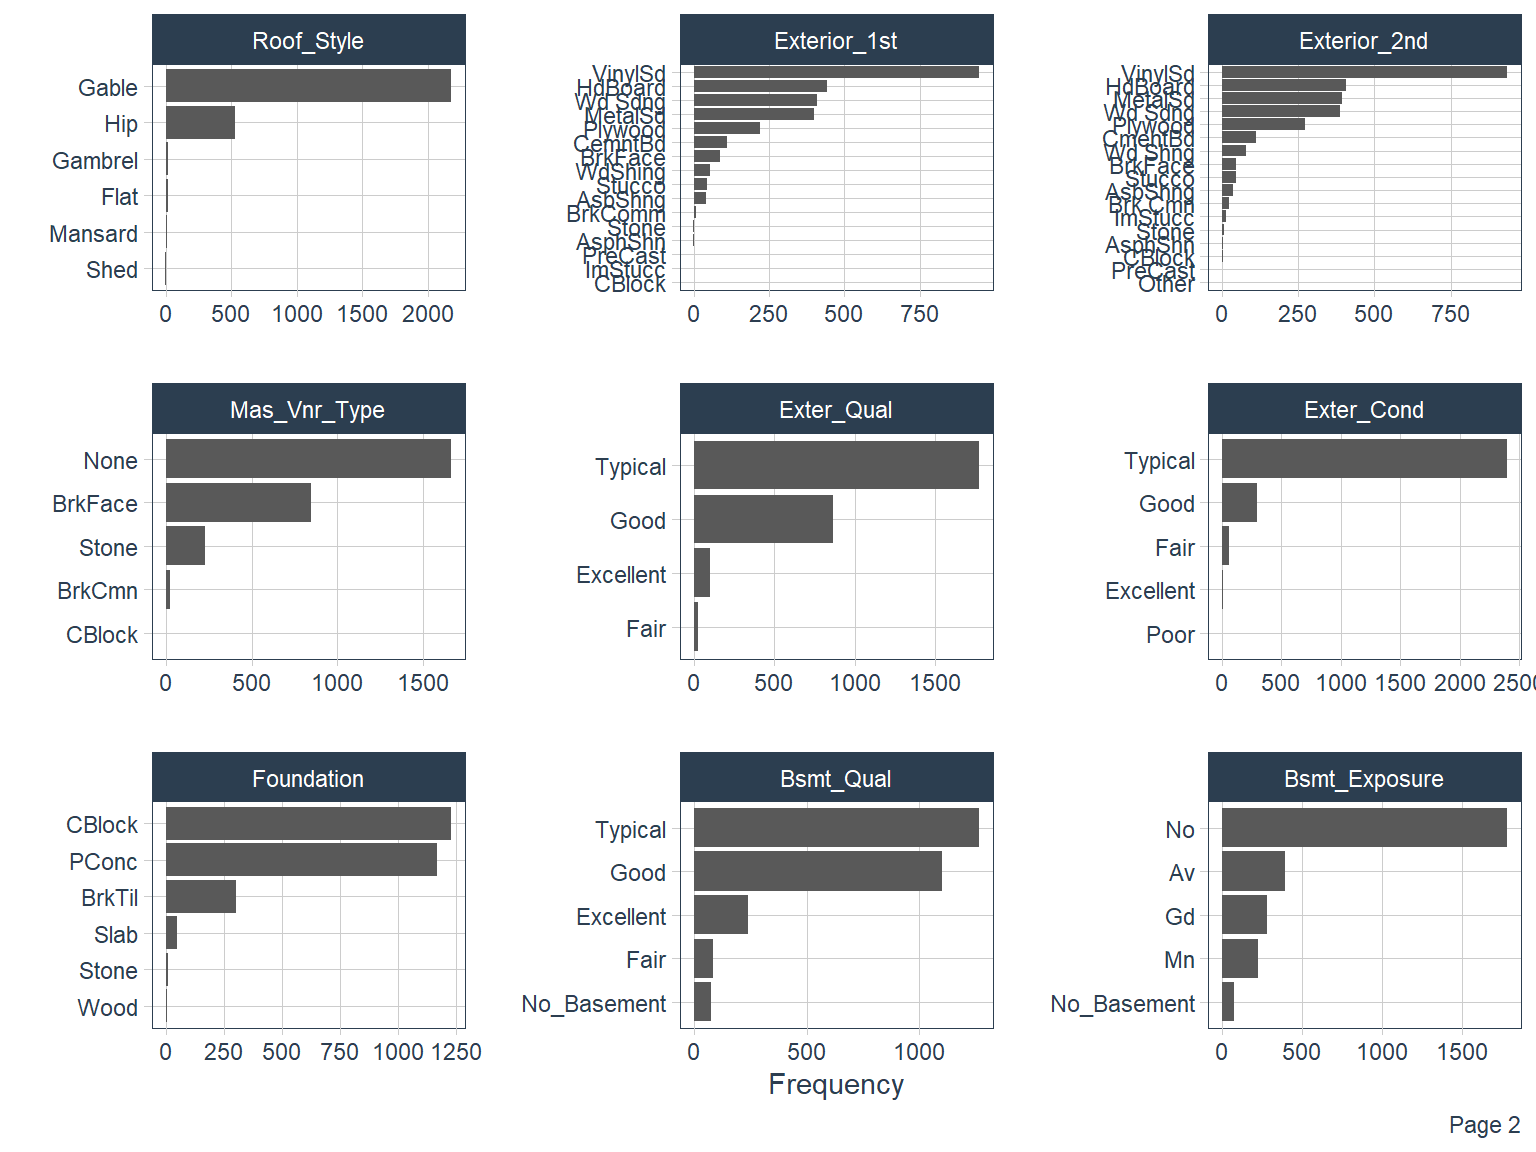 Roof_Style
Gable
Hip
Gambrel
Flat
Mansard
Shed
0 500 1000 1500 2000
Exterior_1st
VinylSd
HdBoard
Wd Sdng
MetalSd
Plywood
CemntBd
BrkFace
WdShing
Stucco
AsbShng
BrkComm
Stone
AsphShn
PreCast
ImStucc
CBlock
0 250 500 750
Exterior_2nd
VinylSd
HdBoard
MetalSd
Wd Sdng
Plywood
CmentBd
Wd Shng
BrkFace
Stucco
AsbShng
Brk Cmn
ImStucc
Stone
AsphShn
CBlock
PreCast
Other
0 250 500 750
Mas_Vnr_Type
None
BrkFace
Stone
BrkCmn
CBlock
0 500 1000 1500
Exter_Qual
Typical
Good
Excellent
Fair
0 500 1000 1500
Exter_Cond
Typical
Good
Fair
Excellent
Poor
0 500 1000 1500 2000 2500
Foundation
CBlock
PConc
BrkTil
Slab
Stone
Wood
0 250 500 750 1000 1250
Bsmt_Qual
Typical
Good
Excellent
Fair
No_Basement
0 500 1000
Bsmt_Exposure
No
Av
Gd
Mn
No_Basement
0 500 1000 1500
Frequency
Page 2